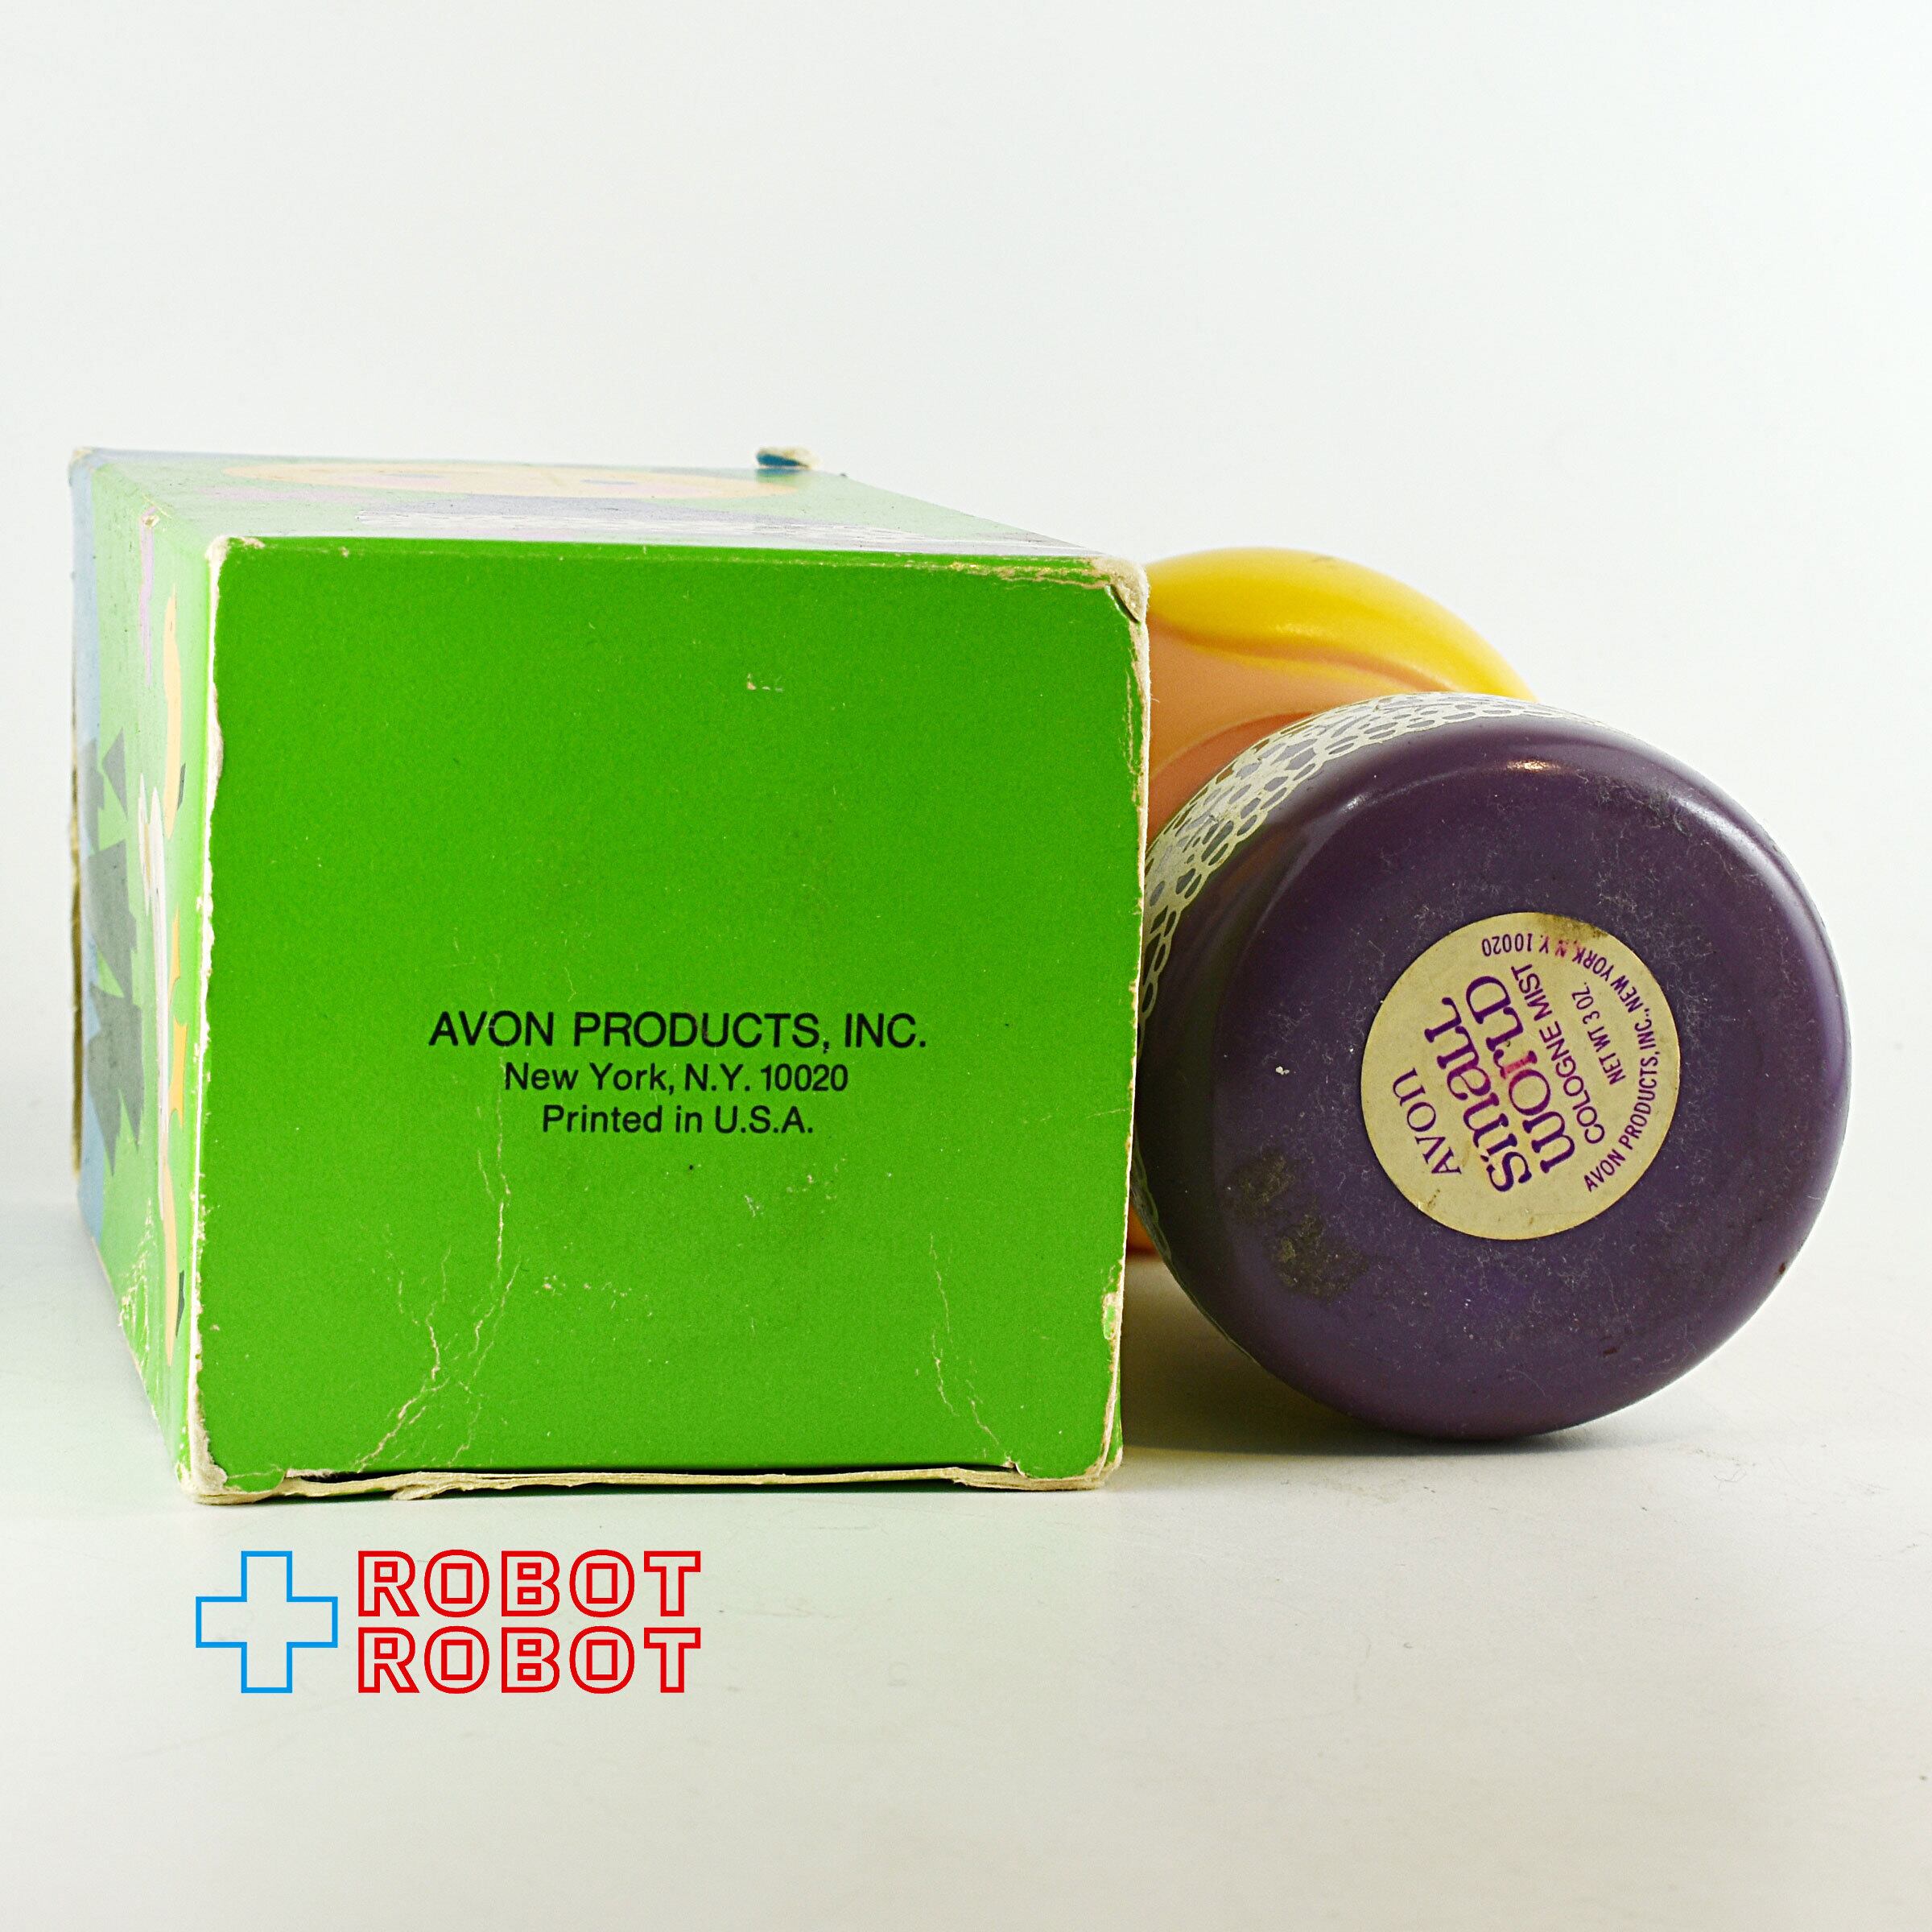 AVON PRODUCTS, INC.
New York, N.Y. 10020
Printed in U.S.A.
AVON
small
world
COLOGNE MIST
NET WT 3 OZ.
AVON PRODUCTS, INC., NEW YORK, N.Y. 10020
ROBOT
ROBOT